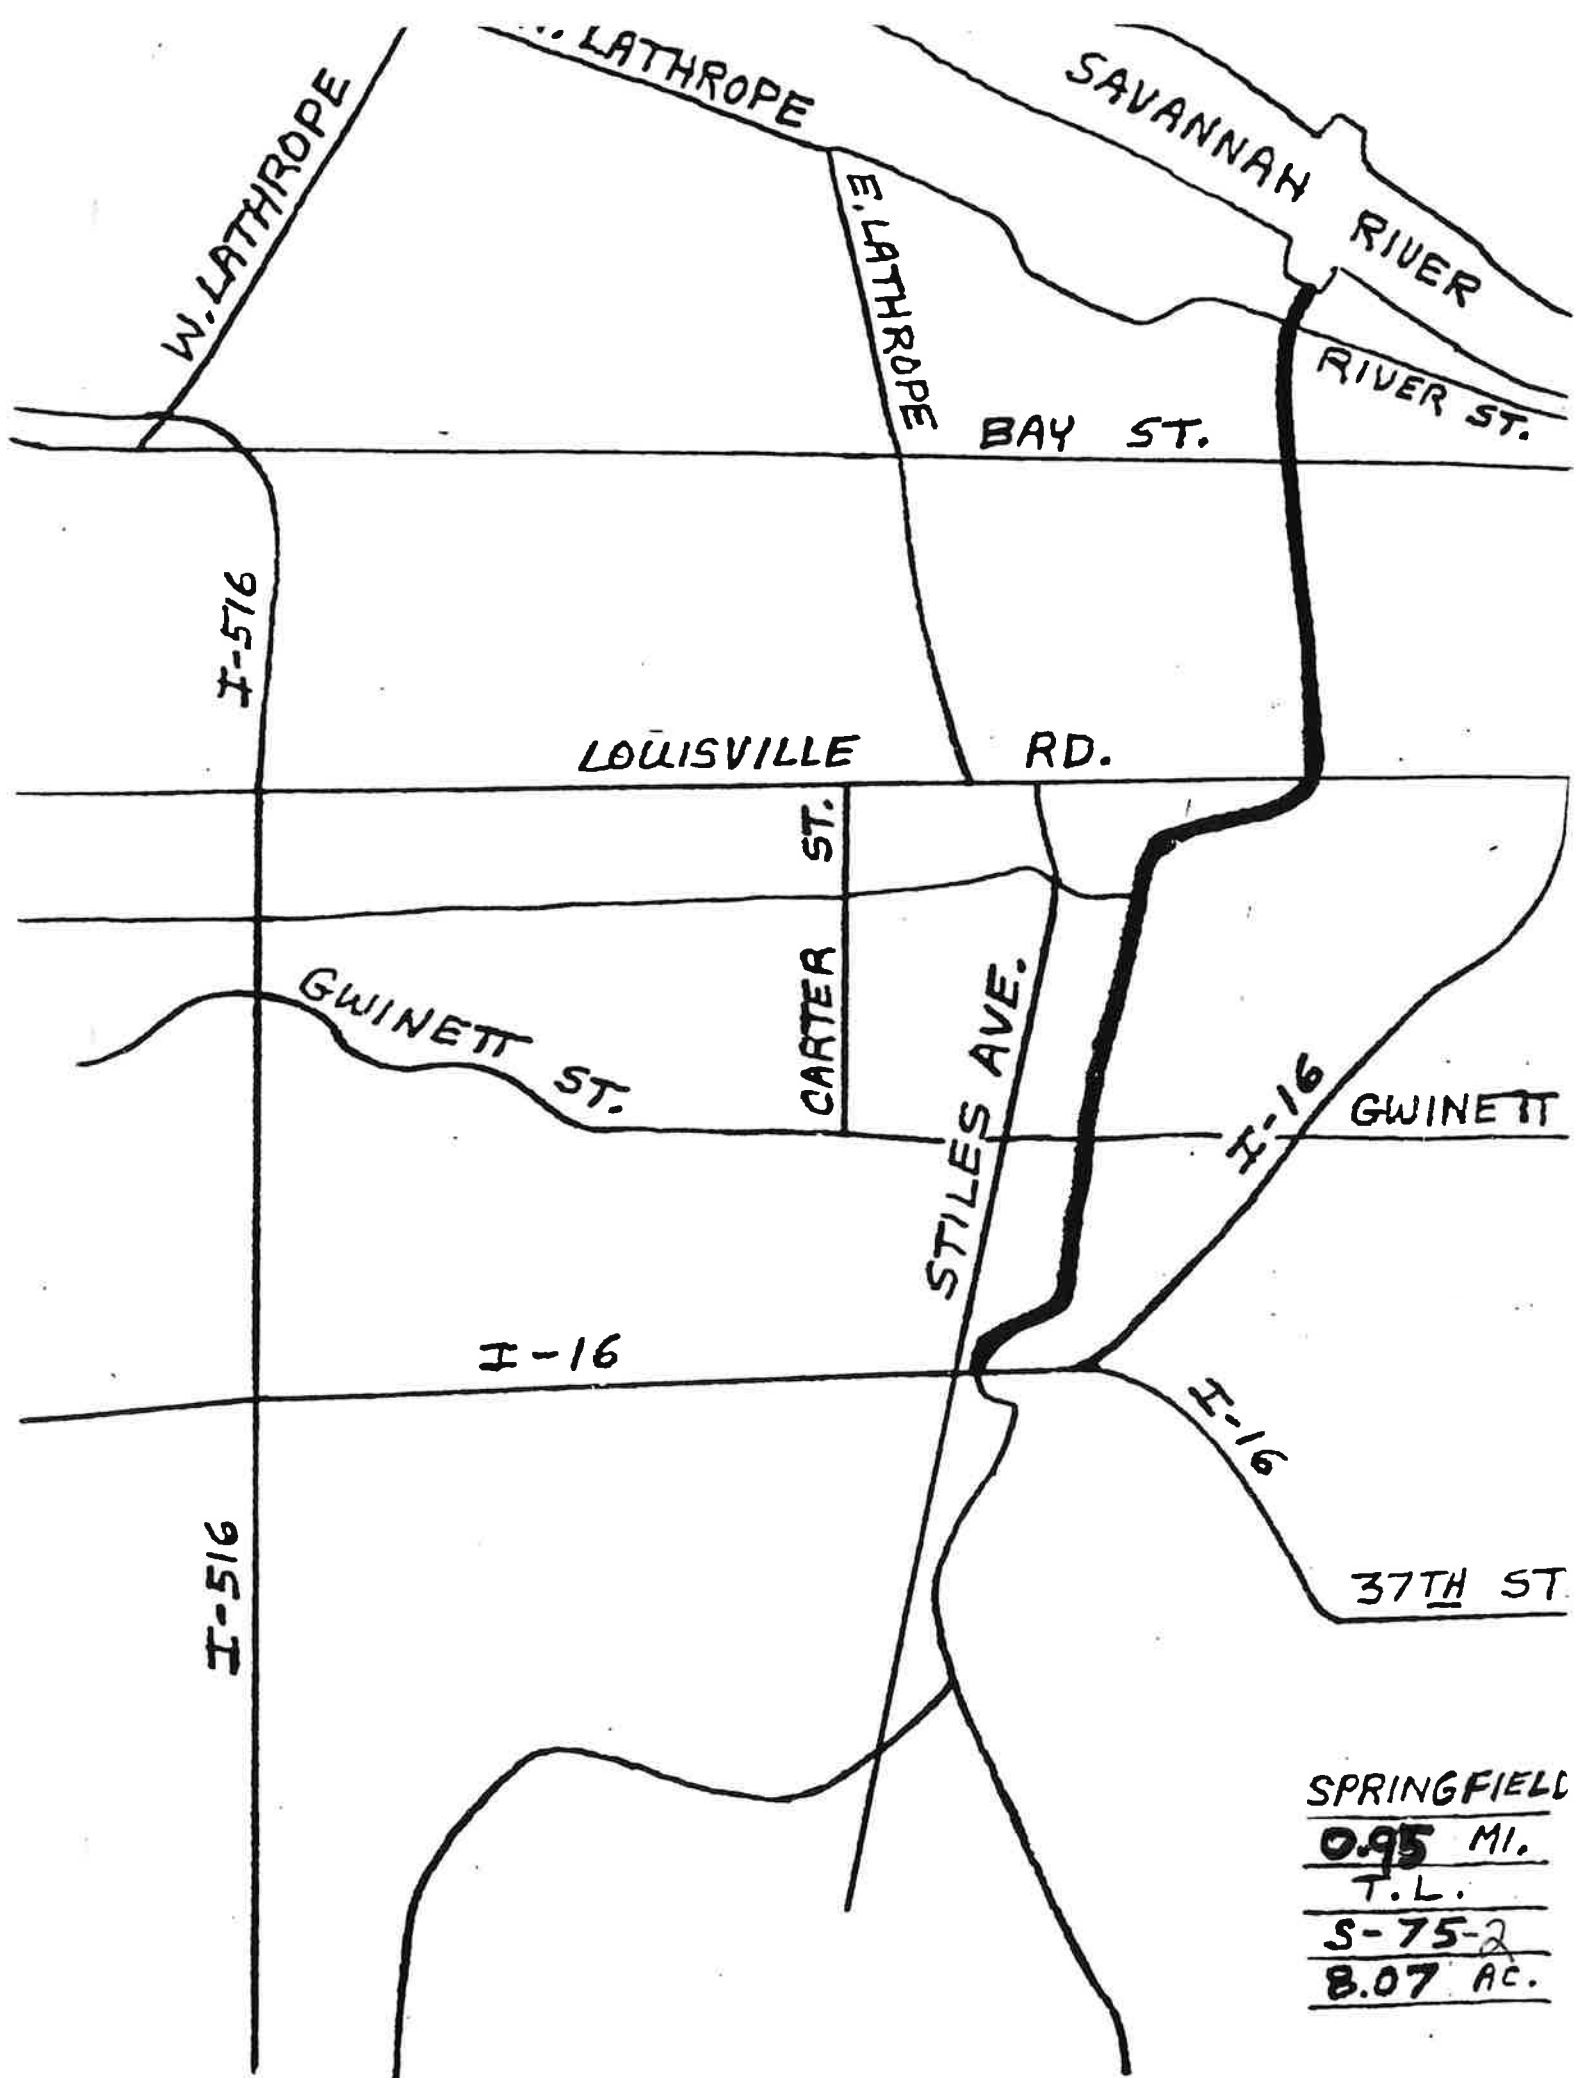 . LATHROPE
SAVANNAH RIVER
W. LATHROPE
E. LATHROPE
RIVER ST.
BAY ST.
I-516
LOUISVILLE RD.
CARTER ST.
STILES AVE.
GWINETT ST.
I-16
GWINETT
I-16
I-16
I-516
37TH ST
SPRINGFIELD
0.95 MI.
T.L.
S-75-2
8.07 AC.